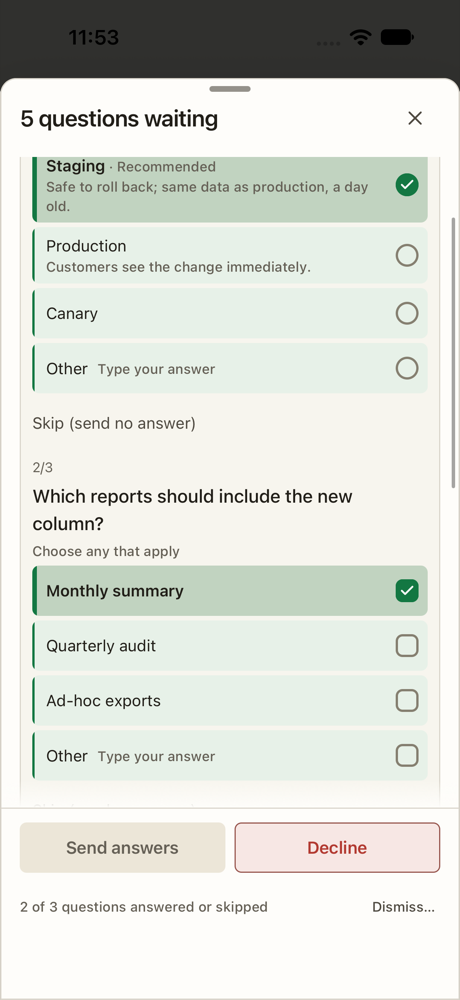 11:53
5 questions waiting
Staging · Recommended
Safe to roll back; same data as production, a day
old.
Production
Customers see the change immediately.
Canary
Other Type your answer
Skip (send no answer)
2/3
Which reports should include the new
column?
Choose any that apply
Monthly summary
Quarterly audit
Ad-hoc exports
Other Type your answer
Send answers
Decline
2 of 3 questions answered or skipped
Dismiss...